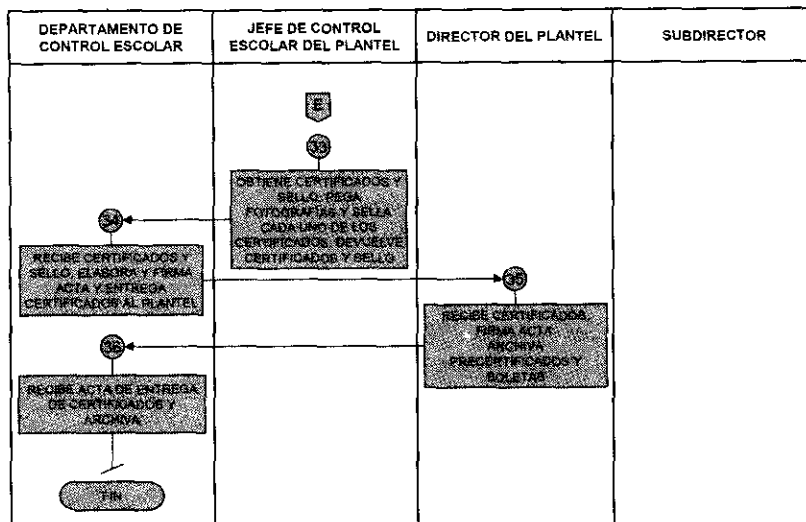 DEPARTAMENTO DE
CONTROL ESCOLAR
JEFE DE CONTROL
ESCOLAR DEL PLANTEL
DIRECTOR DEL PLANTEL
SUBDIRECTOR
E
33
OBTIENE CERTIFICADOS Y
SELLO, PEGA
FOTOGRAFIAS Y SELLA
CADA UNO DE LOS
CERTIFICADOS, DEVUELVE
CERTIFICADOS Y SELLO
34
RECIBE CERTIFICADOS Y
SELLO, ELABORA Y FIRMA
ACTA Y ENTREGA
CERTIFICADOS AL PLANTEL
35
RECIBE CERTIFICADOS,
FIRMA ACTA
ARCHIVA
PRECERTIFICADOS Y
BOLETAS
36
RECIBE ACTA DE ENTREGA
DE CERTIFICADOS Y
ARCHIVA
FIN